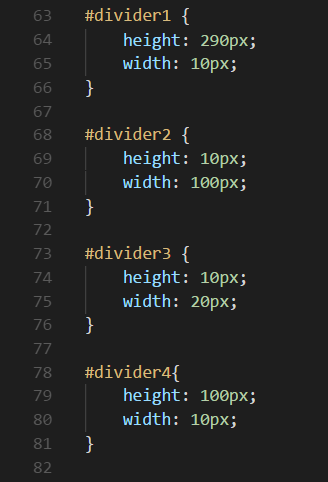 63 #divider1 {
64 height: 290px;
65 width: 10px;
66 }
67
68 #divider2 {
69 height: 10px;
70 width: 100px;
71 }
72
73 #divider3 {
74 height: 10px;
75 width: 20px;
76 }
77
78 #divider4{
79 height: 100px;
80 width: 10px;
81 }
82